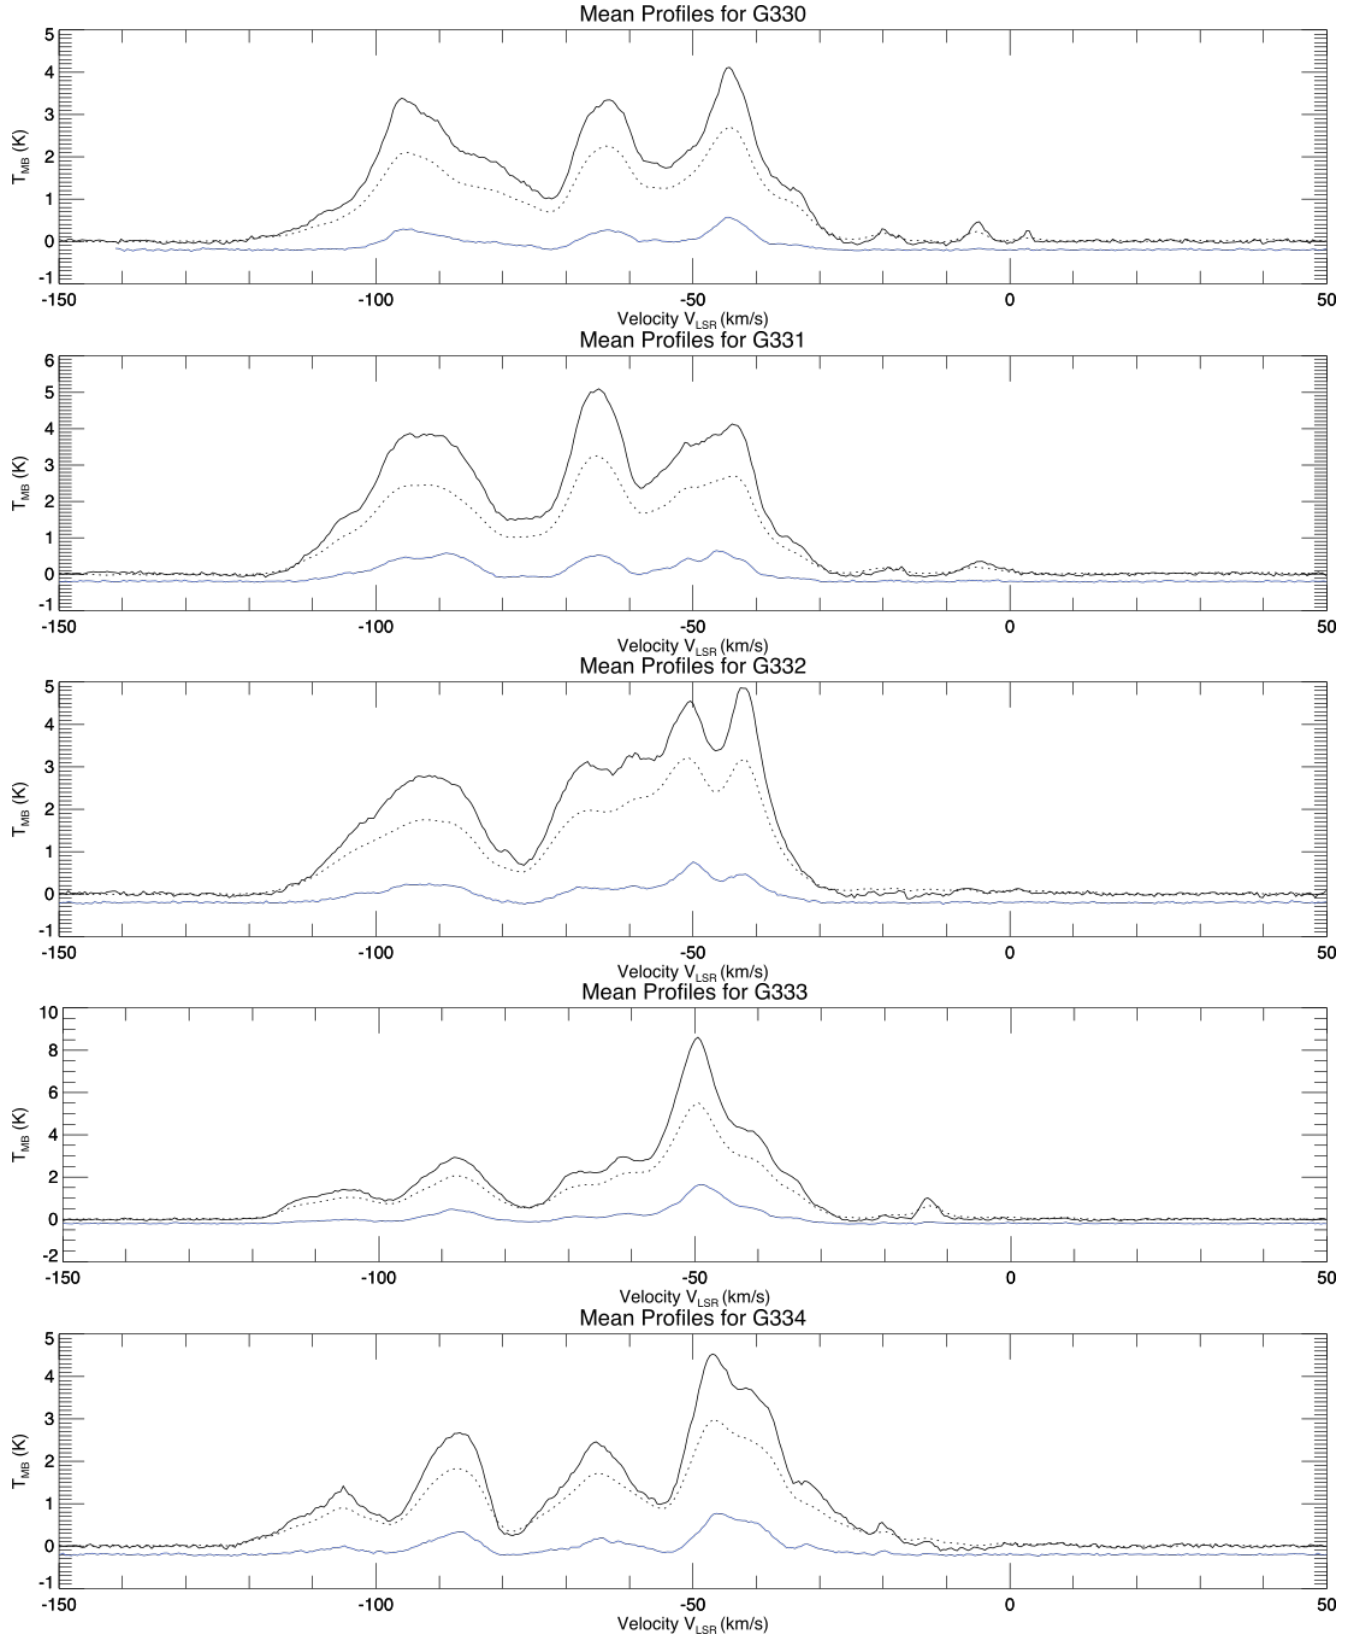 Mean Profiles for G330
5
4
3
2
1
0
-1
T_MB (K)
-150 -100 -50 0 50
Velocity V_LSR (km/s)
Mean Profiles for G331
6
5
4
3
2
1
0
-1
T_MB (K)
-150 -100 -50 0 50
Velocity V_LSR (km/s)
Mean Profiles for G332
5
4
3
2
1
0
-1
T_MB (K)
-150 -100 -50 0 50
Velocity V_LSR (km/s)
Mean Profiles for G333
10
8
6
4
2
0
-2
T_MB (K)
-150 -100 -50 0 50
Velocity V_LSR (km/s)
Mean Profiles for G334
5
4
3
2
1
0
-1
T_MB (K)
-150 -100 -50 0 50
Velocity V_LSR (km/s)